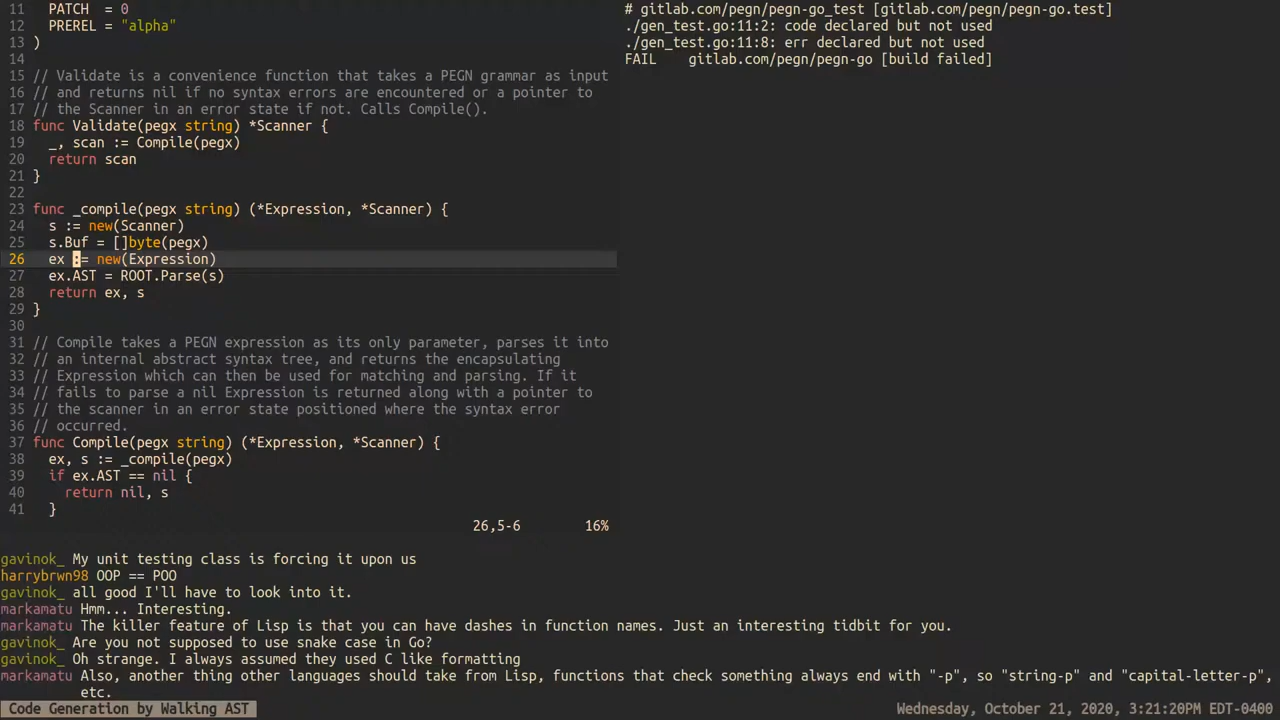 11   PATCH  = 0
12   PREREL = "alpha"
13 )
14
15 // Validate is a convenience function that takes a PEGN grammar as input
16 // and returns nil if no syntax errors are encountered or a pointer to
17 // the Scanner in an error state if not. Calls Compile().
18 func Validate(pegx string) *Scanner {
19   _, scan := Compile(pegx)
20   return scan
21 }
22
23 func _compile(pegx string) (*Expression, *Scanner) {
24   s := new(Scanner)
25   s.Buf = []byte(pegx)
26   ex := new(Expression)
27   ex.AST = ROOT.Parse(s)
28   return ex, s
29 }
30
31 // Compile takes a PEGN expression as its only parameter, parses it into
32 // an internal abstract syntax tree, and returns the encapsulating
33 // Expression which can then be used for matching and parsing. If it
34 // fails to parse a nil Expression is returned along with a pointer to
35 // the scanner in an error state positioned where the syntax error
36 // occurred.
37 func Compile(pegx string) (*Expression, *Scanner) {
38   ex, s := _compile(pegx)
39   if ex.AST == nil {
40     return nil, s
41   }
26,5-6 16%
# gitlab.com/pegn/pegn-go_test [gitlab.com/pegn/pegn-go.test]
./gen_test.go:11:2: code declared but not used
./gen_test.go:11:8: err declared but not used
FAIL    gitlab.com/pegn/pegn-go [build failed]
gavinok_ My unit testing class is forcing it upon us
harrybrwn98 OOP == POO
gavinok_ all good I'll have to look into it.
markamatu Hmm... Interesting.
markamatu The killer feature of Lisp is that you can have dashes in function names. Just an interesting tidbit for you.
gavinok_ Are you not supposed to use snake case in Go?
gavinok_ Oh strange. I always assumed they used C like formatting
markamatu Also, another thing other languages should take from Lisp, functions that check something always end with "-p", so "string-p" and "capital-letter-p",
etc.
Code Generation by Walking AST
Wednesday, October 21, 2020, 3:21:20PM EDT-0400